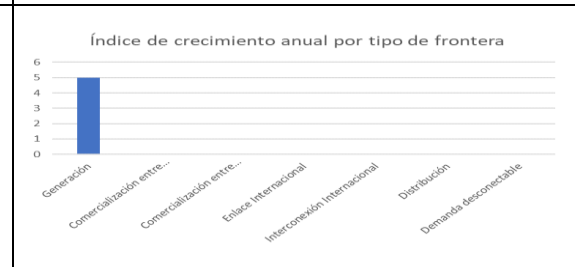 Índice de crecimiento anual por tipo de frontera
6
5
4
3
2
1
0
Generación
Comercialización entre...
Comercialización entre...
Enlace Internacional
Interconexión Internacional
Distribución
Demanda desconectable